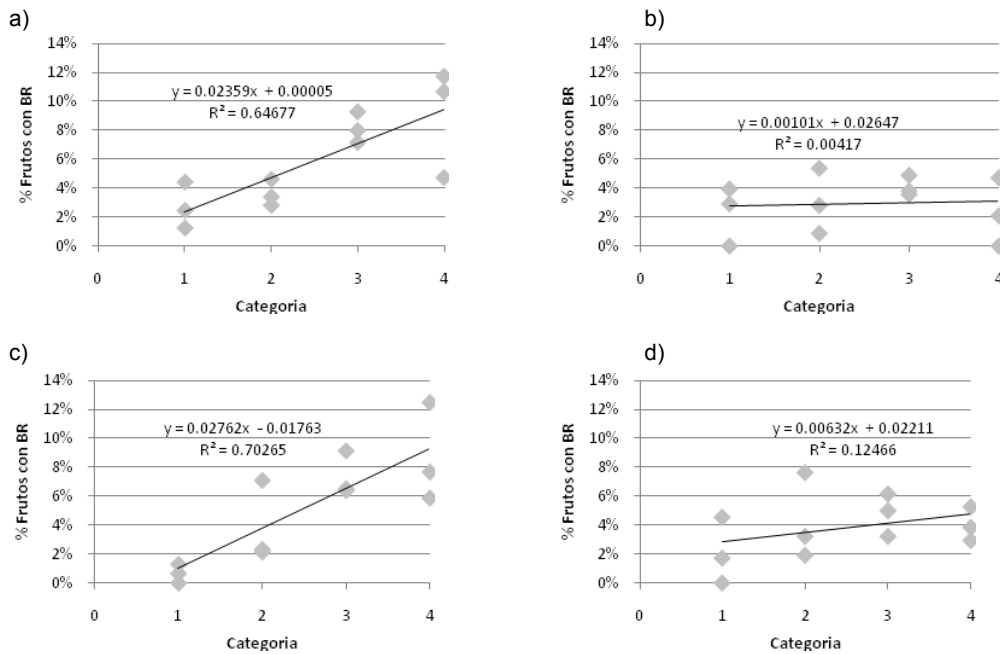 a)
14%
12%
10%
8%
6%
4%
2%
0%
% Frutos con BR
y = 0.02359x + 0.00005
R² = 0.64677
0 1 2 3 4
Categoria
b)
14%
12%
10%
8%
6%
4%
2%
0%
% Frutos con BR
y = 0.00101x + 0.02647
R² = 0.00417
0 1 2 3 4
Categoria
c)
14%
12%
10%
8%
6%
4%
2%
0%
% Frutos con BR
y = 0.02762x - 0.01763
R² = 0.70265
0 1 2 3 4
Categoria
d)
14%
12%
10%
8%
6%
4%
2%
0%
% Frutos con BR
y = 0.00632x + 0.02211
R² = 0.12466
0 1 2 3 4
Categoria